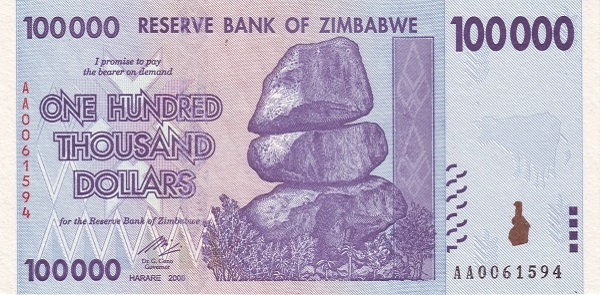 100000 RESERVE BANK OF ZIMBABWE 100000
I promise to pay
the bearer on demand
AA0061594
ONE HUNDRED
THOUSAND
DOLLARS
for the Reserve Bank of Zimbabwe
Dr. G. Gono
Governor
100000
HARARE
AA0061594